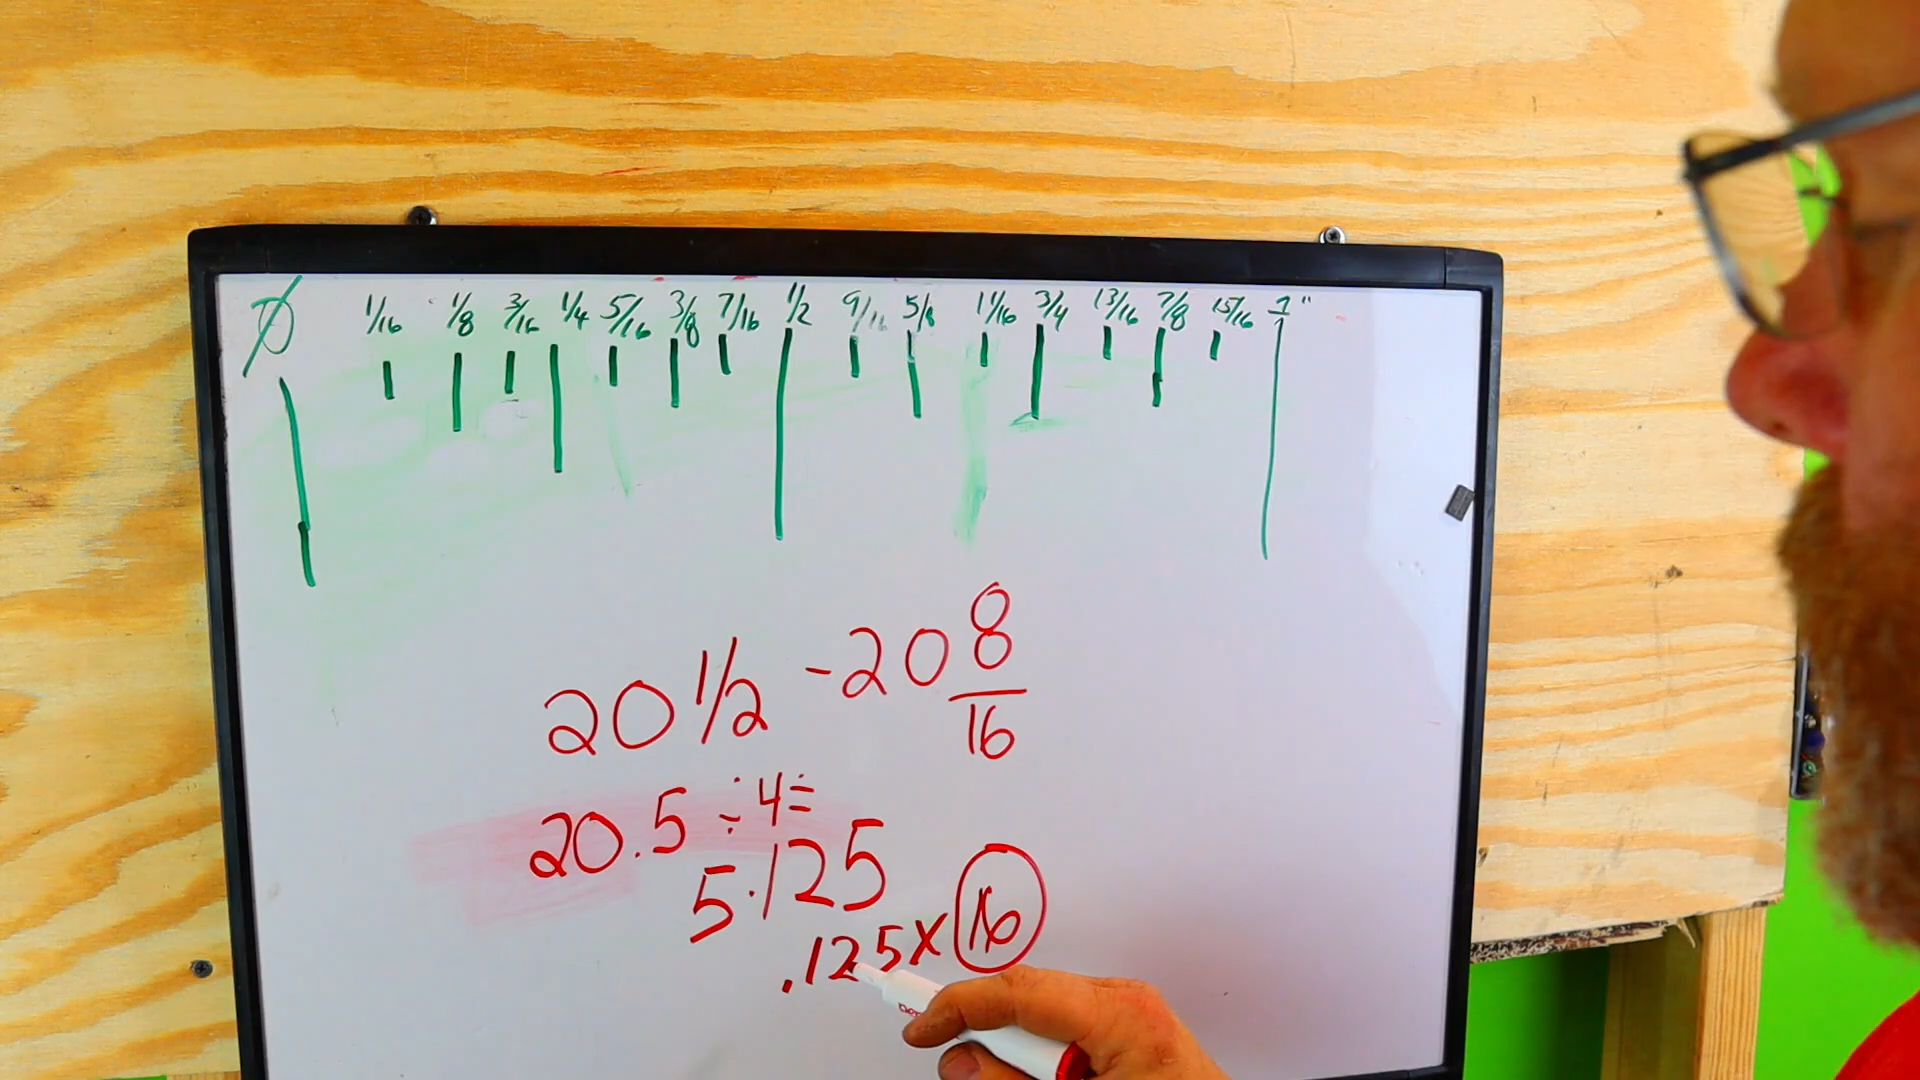 0 1/16 1/8 3/16 1/4 5/16 3/8 7/16 1/2 9/16 5/8 11/16 3/4 13/16 7/8 15/16 1"
20 1/2 - 20 8/16
20.5 ÷ 4 =
5.125
.125 x 16